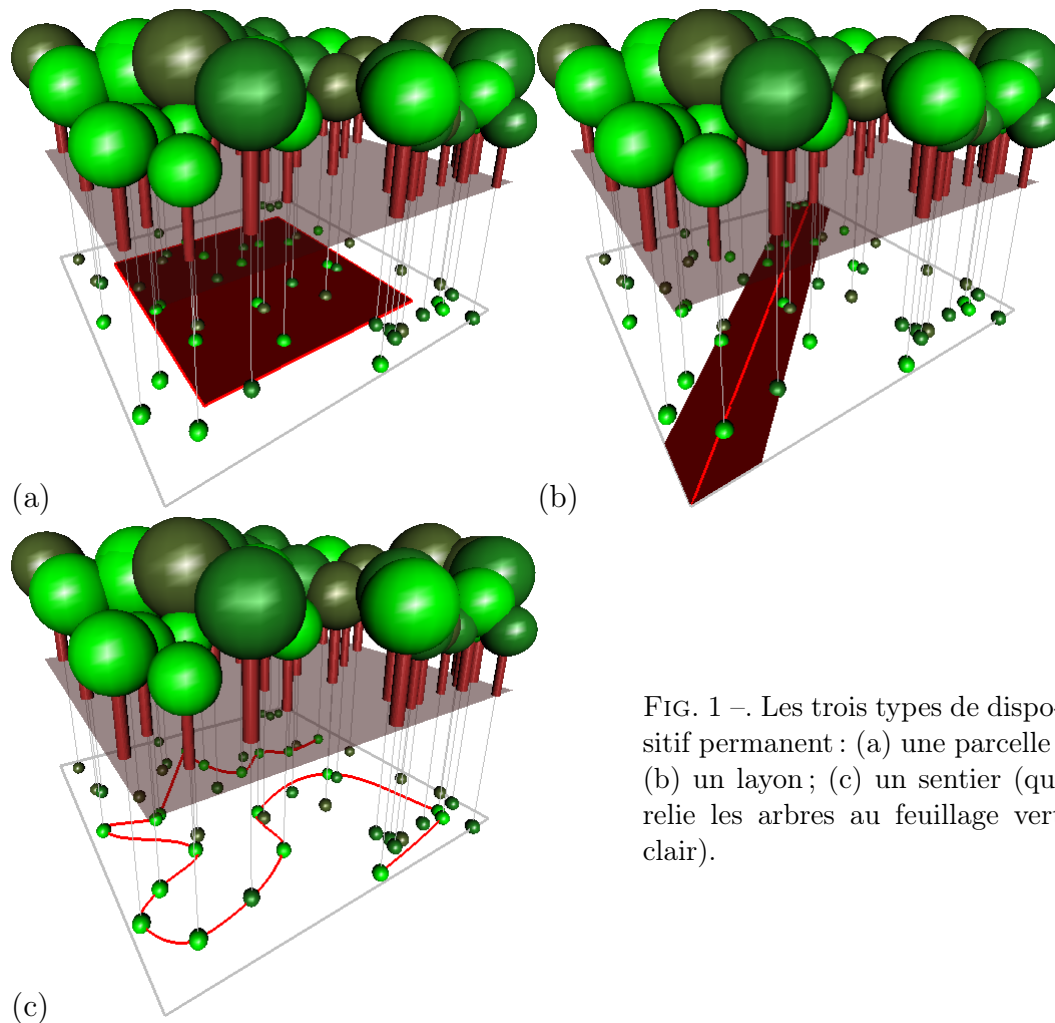 (a)
(b)
(c)
FIG. 1 –. Les trois types de dispo-
sitif permanent : (a) une parcelle
(b) un layon ; (c) un sentier (qu
relie les arbres au feuillage ver
clair).